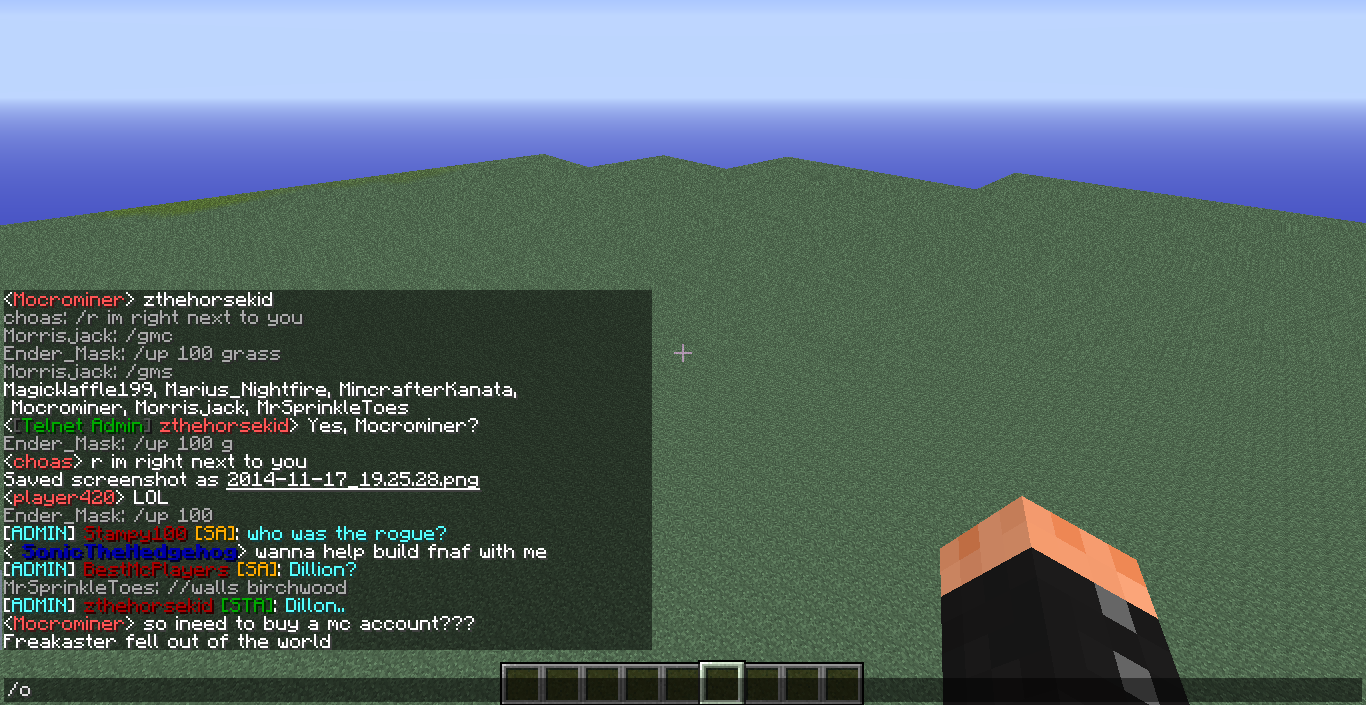 <Mocrominer> zthehorsekid
choas: /r im right next to you
MorrisJack: /gmc
Ender_Mask: /up 100 grass
MorrisJack: /gms
MagicWaffle199, Marius_Nightfire, MincrafterKanata,
Mocrominer, MorrisJack, MrSprinkleToes
<[Telnet Admin] zthehorsekid> Yes, Mocrominer?
Ender_Mask: /up 100 g
<choas> r im right next to you
Saved screenshot as 2014-11-17_19.25.28.png
<player420> LOL
Ender_Mask: /up 100
[ADMIN] Stampy100 [SA]: who was the rogue?
< SonicTheHedgehog> wanna help build fnaf with me
[ADMIN] BestMcPlayers [SA]: Dillion?
MrSprinkleToes: //walls birchwood
[ADMIN] zthehorsekid [STA]: Dillon..
<Mocrominer> so ineed to buy a mc account???
Freakaster fell out of the world
/o